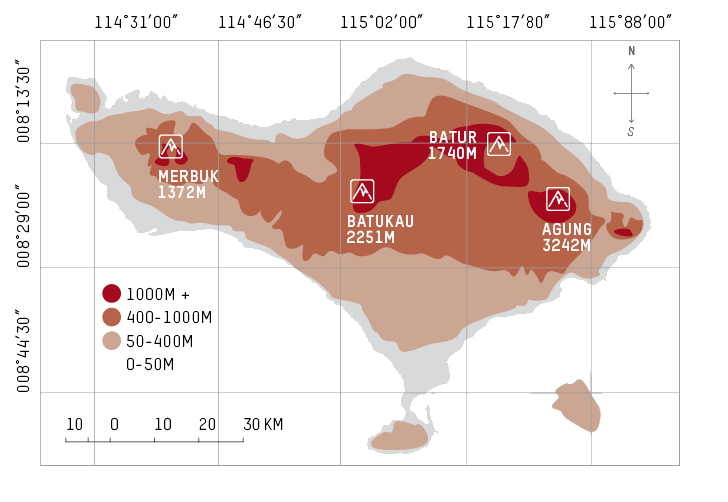 114°31′00″ 114°46′30″ 115°02′00″ 115°17′80″ 115°88′00″
N
S
008°13′30″
008°29′00″
008°44′30″
BATUR
1740M
MERBUK
1372M
BATUKAU
2251M
AGUNG
3242M
1000M +
400-1000M
50-400M
0-50M
10 0 10 20 30 KM